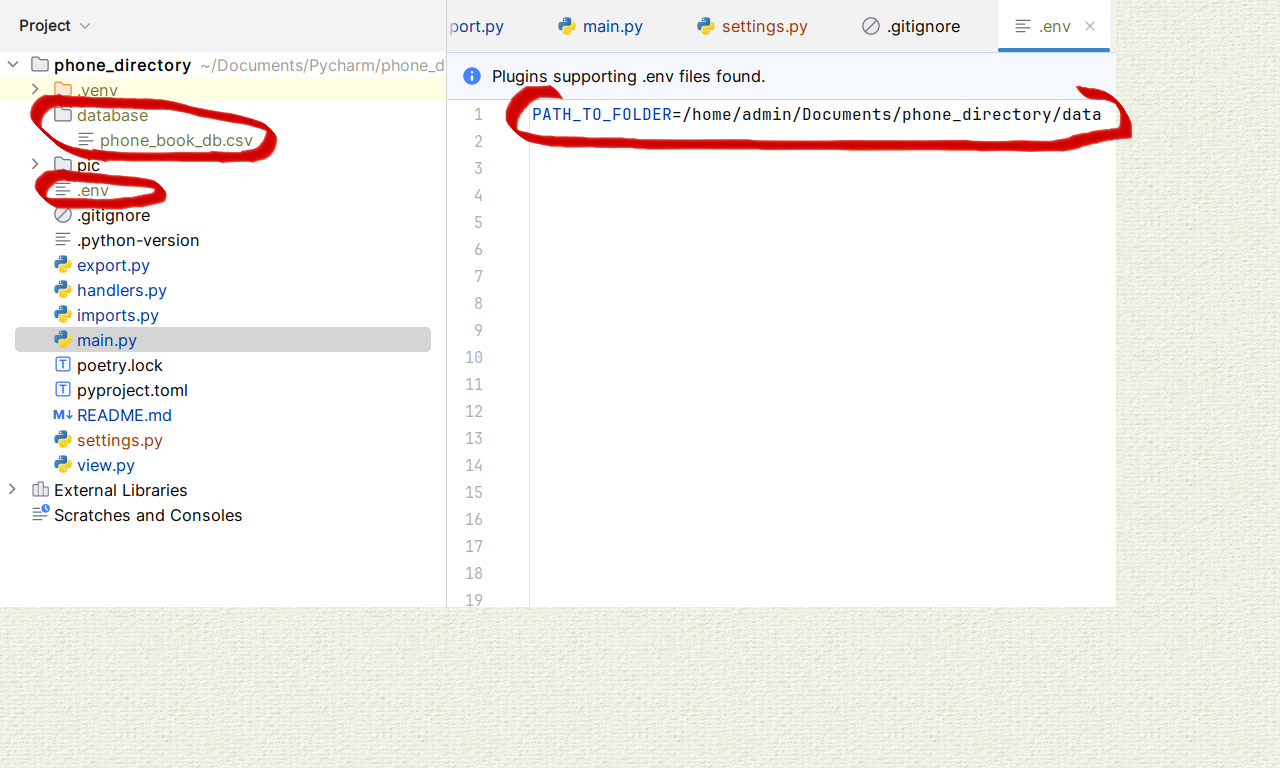 Project
port.py main.py settings.py .gitignore .env
phone_directory ~/Documents/Pycharm/phone_d
Plugins supporting .env files found.
.venv
database
phone_book_db.csv
pic
.env
.gitignore
.python-version
export.py
handlers.py
imports.py
main.py
poetry.lock
pyproject.toml
M↓ README.md
settings.py
view.py
External Libraries
Scratches and Consoles
1 PATH_TO_FOLDER=/home/admin/Documents/phone_directory/data
2
3
4
5
6
7
8
9
10
11
12
13
14
15
16
17
18
19